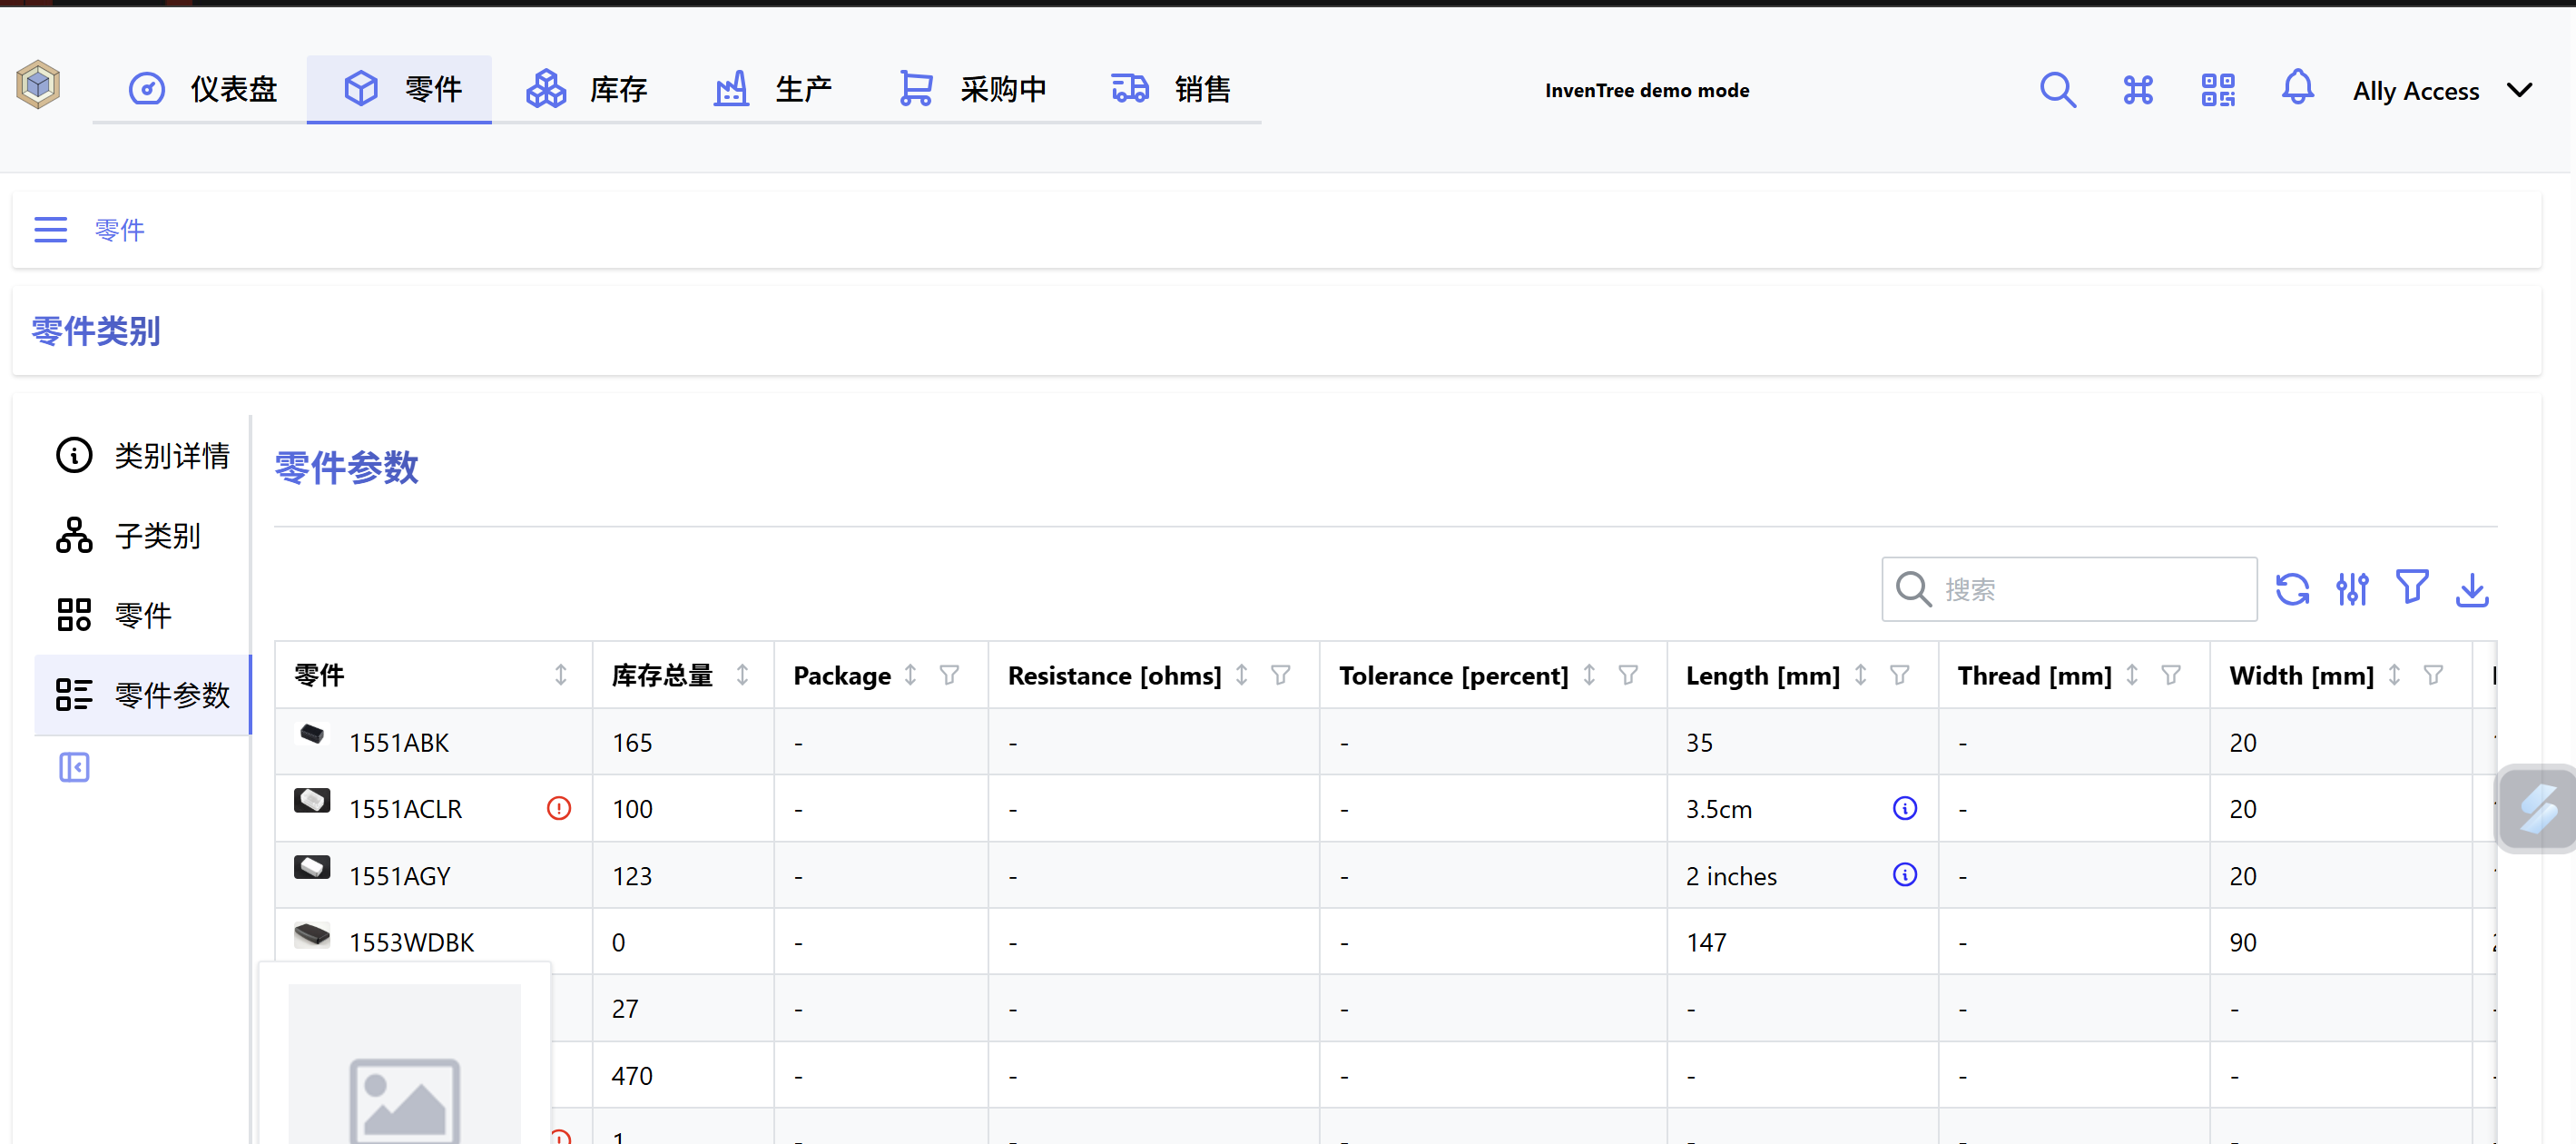 仪表盘 零件 库存 生产 采购中 销售 InvenTree demo mode Ally Access
零件
零件类别
类别详情
子类别
零件
零件参数
零件参数
搜索
零件 库存总量 Package Resistance [ohms] Tolerance [percent] Length [mm] Thread [mm] Width [mm]
1551ABK 165 - - - 35 - 20
1551ACLR 100 - - - 3.5cm - 20
1551AGY 123 - - - 2 inches - 20
1553WDBK 0 - - - 147 - 90
27 - - - - - -
470 - - - - - -
1 - - - - - -